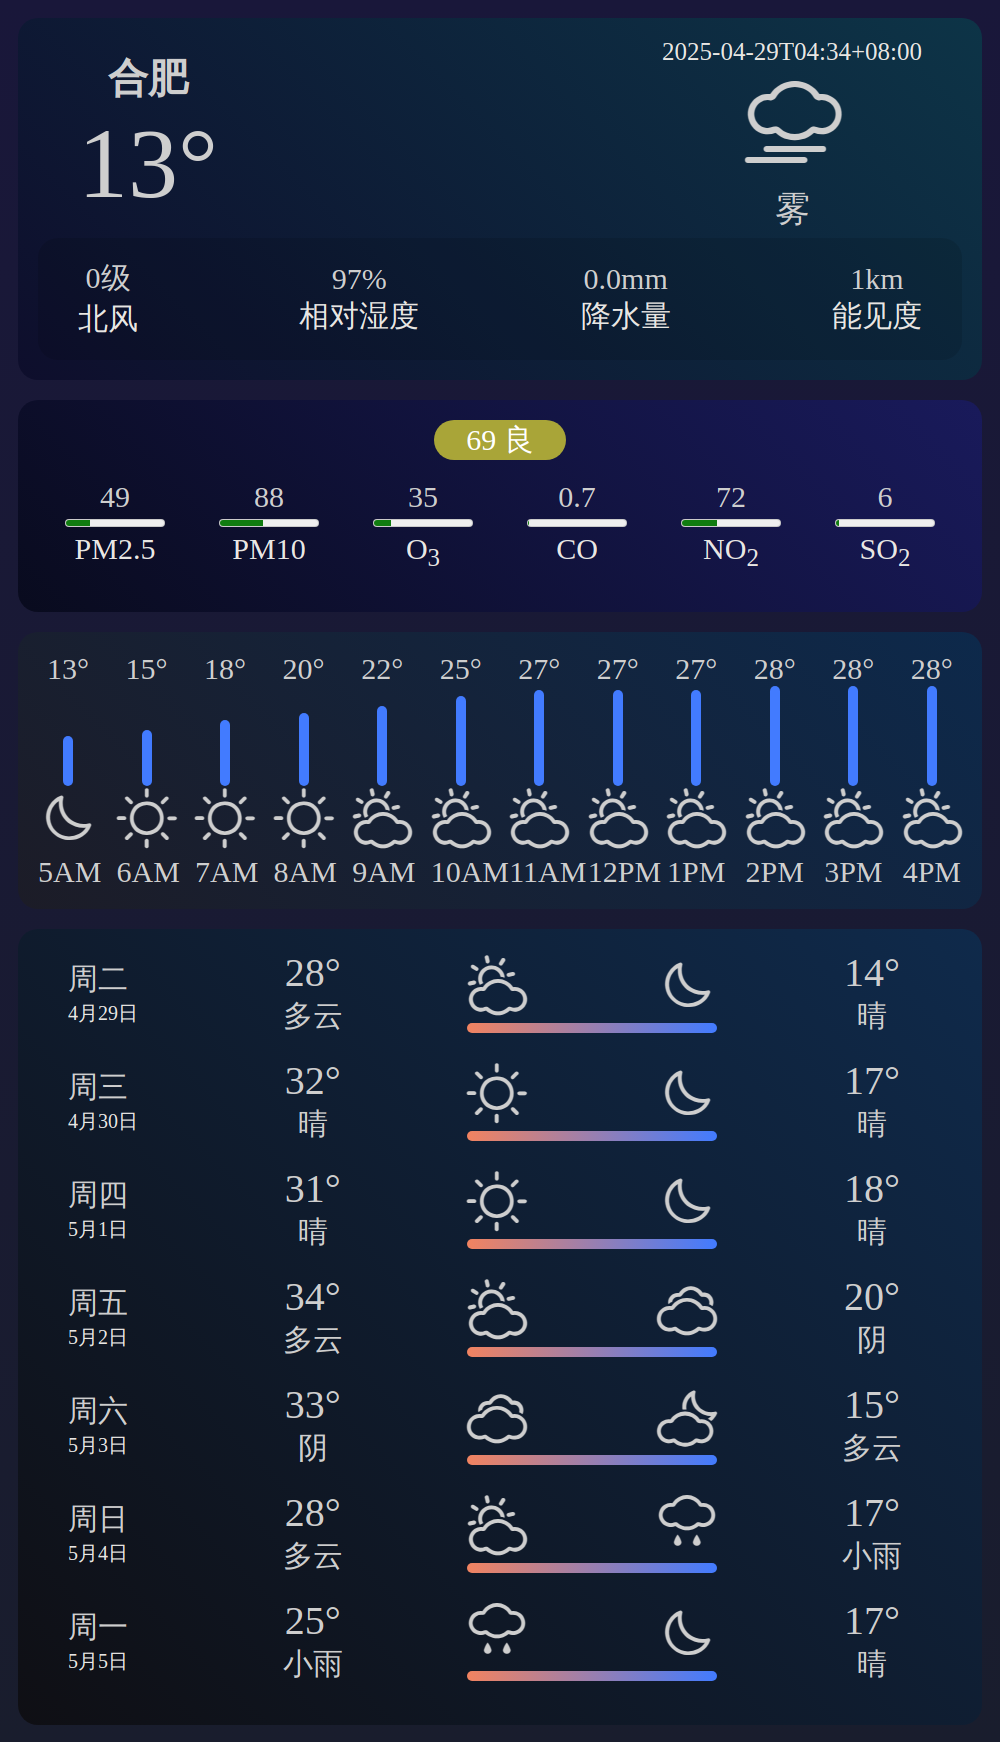 合肥
13°
2025-04-29T04:34+08:00
雾
0级 97% 0.0mm 1km
北风 相对湿度 降水量 能见度
69 良
49 88 35 0.7 72 6
PM2.5 PM10 O3 CO NO2 SO2
13° 15° 18° 20° 22° 25° 27° 27° 27° 28° 28° 28°
5AM 6AM 7AM 8AM 9AM 10AM 11AM 12PM 1PM 2PM 3PM 4PM
周二 28° 14°
4月29日 多云 晴
周三 32° 17°
4月30日 晴 晴
周四 31° 18°
5月1日 晴 晴
周五 34° 20°
5月2日 多云 阴
周六 33° 15°
5月3日 阴 多云
周日 28° 17°
5月4日 多云 小雨
周一 25° 17°
5月5日 小雨 晴